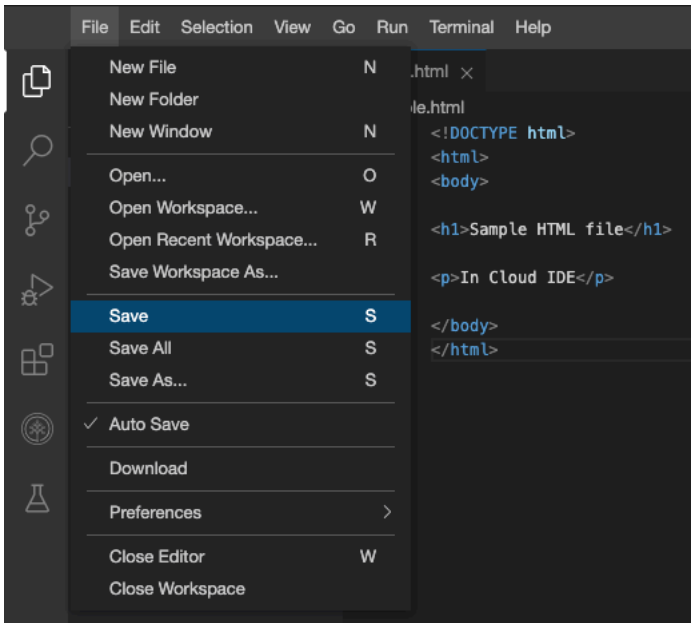 File Edit Selection View Go Run Terminal Help
New File N
New Folder
New Window N
Open... O
Open Workspace... W
Open Recent Workspace... R
Save Workspace As...
Save S
Save All S
Save As... S
Auto Save
Download
Preferences
Close Editor W
Close Workspace
.html
le.html
<!DOCTYPE html>
<html>
<body>
<h1>Sample HTML file</h1>
<p>In Cloud IDE</p>
</body>
</html>